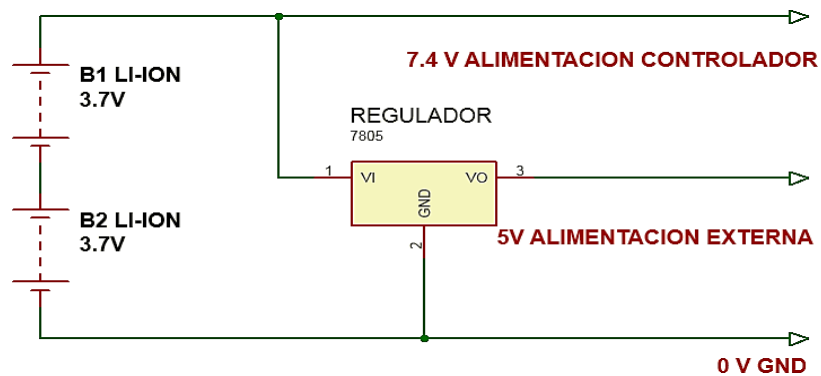 7.4 V ALIMENTACION CONTROLADOR
B1 LI-ION
3.7V
REGULADOR
7805
1
VI
VO
3
GND
2
B2 LI-ION
3.7V
5V ALIMENTACION EXTERNA
0 V GND